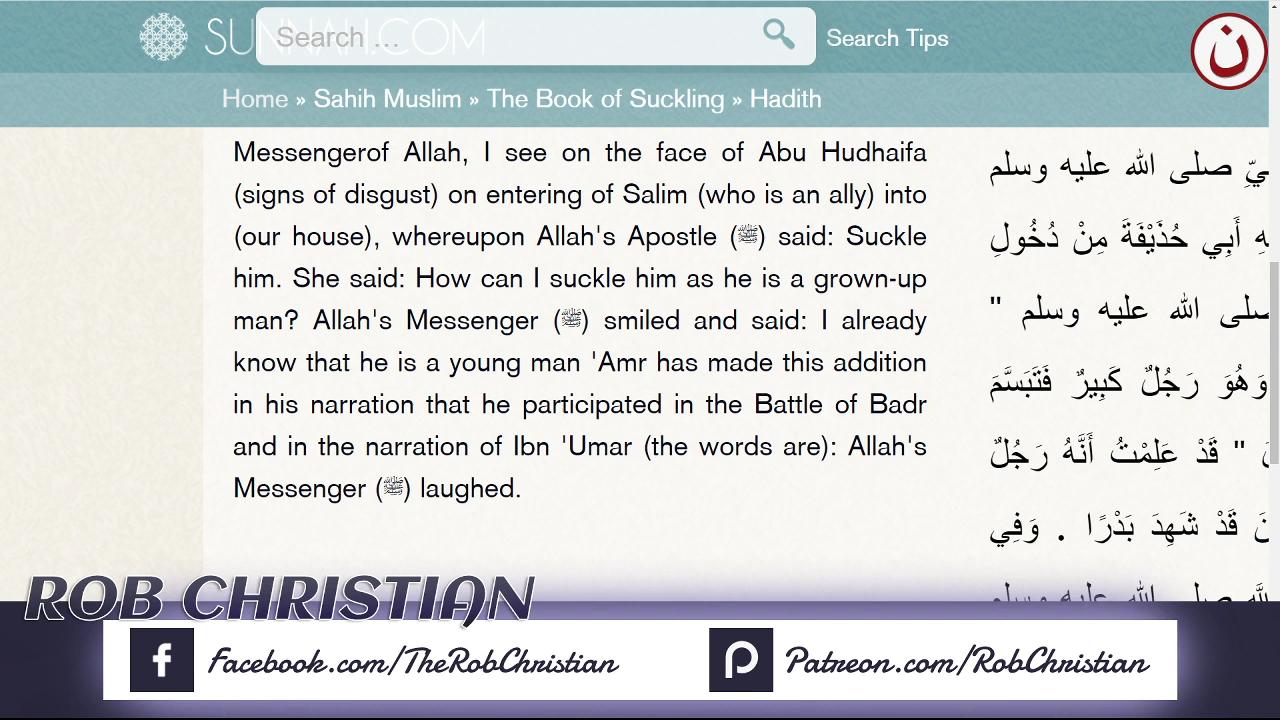 SUNNAH.COM
Search ...
Search Tips
ن
Home » Sahih Muslim » The Book of Suckling » Hadith
Messengerof Allah, I see on the face of Abu Hudhaifa
(signs of disgust) on entering of Salim (who is an ally) into
(our house), whereupon Allah's Apostle (ﷺ) said: Suckle
him. She said: How can I suckle him as he is a grown-up
man? Allah's Messenger (ﷺ) smiled and said: I already
know that he is a young man 'Amr has made this addition
in his narration that he participated in the Battle of Badr
and in the narration of Ibn 'Umar (the words are): Allah's
Messenger (ﷺ) laughed.
صلى الله عليه وسلم
أَبِي حُذَيْفَةَ مِنْ دُخُولِ
صلى الله عليه وسلم "
وَهُوَ رَجُلٌ كَبِيرٌ فَتَبَسَّمَ
" قَدْ عَلِمْتُ أَنَّهُ رَجُلٌ
قَدْ شَهِدَ بَدْرًا . وَفِي
صلى الله عليه وسلم
ROB CHRISTIAN
Facebook.com/TheRobChristian
Patreon.com/RobChristian